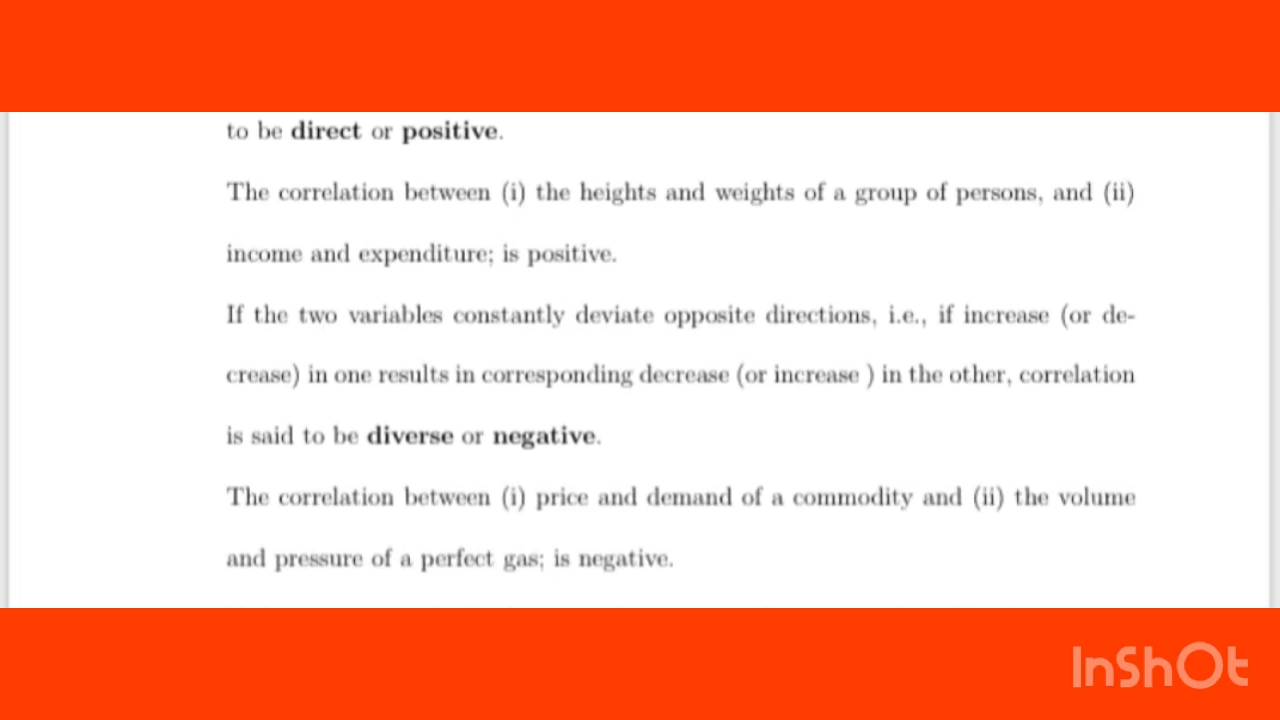 to be direct or positive.
The correlation between (i) the heights and weights of a group of persons, and (ii)
income and expenditure; is positive.
If the two variables constantly deviate opposite directions, i.e., if increase (or de-
crease) in one results in corresponding decrease (or increase ) in the other, correlation
is said to be diverse or negative.
The correlation between (i) price and demand of a commodity and (ii) the volume
and pressure of a perfect gas; is negative.
InShOt